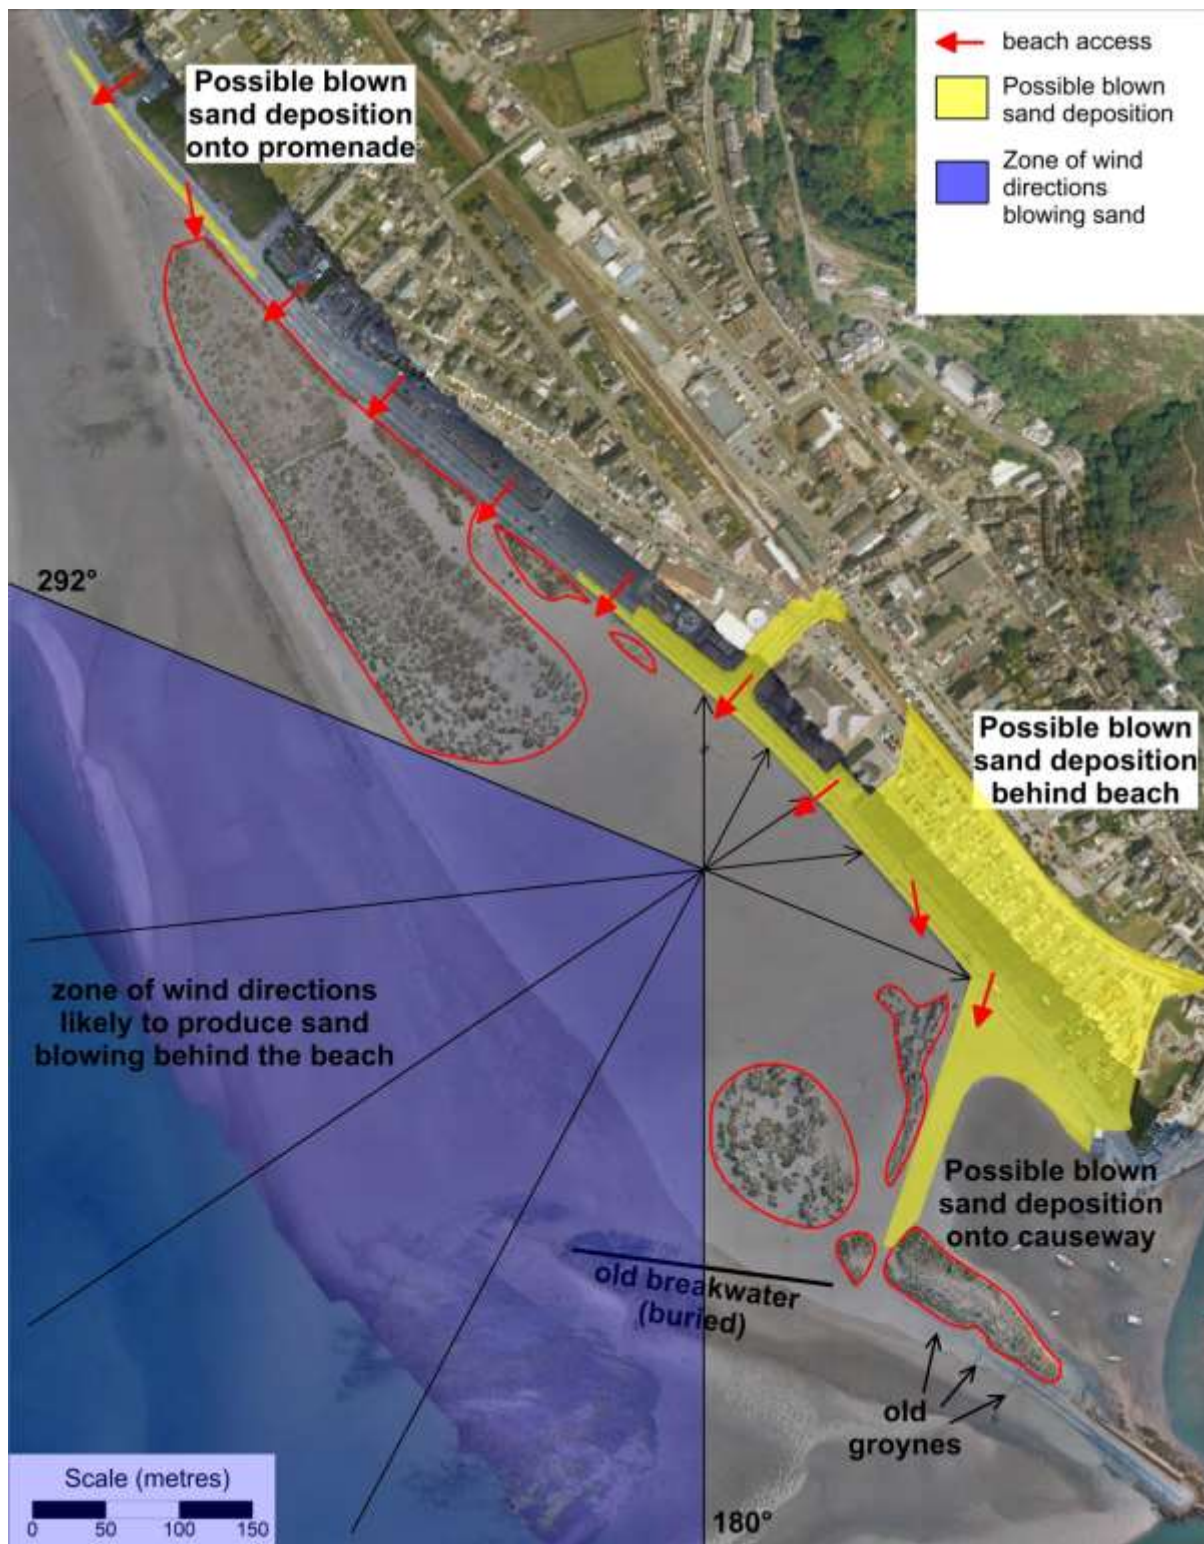 Possible blown
sand deposition
onto promenade
beach access
Possible blown
sand deposition
Zone of wind
directions
blowing sand
292°
Possible blown
sand deposition
behind beach
zone of wind directions
likely to produce sand
blowing behind the beach
Possible blown
sand deposition
onto causeway
old breakwater
(buried)
old
groynes
Scale (metres)
0 50 100 150
180°